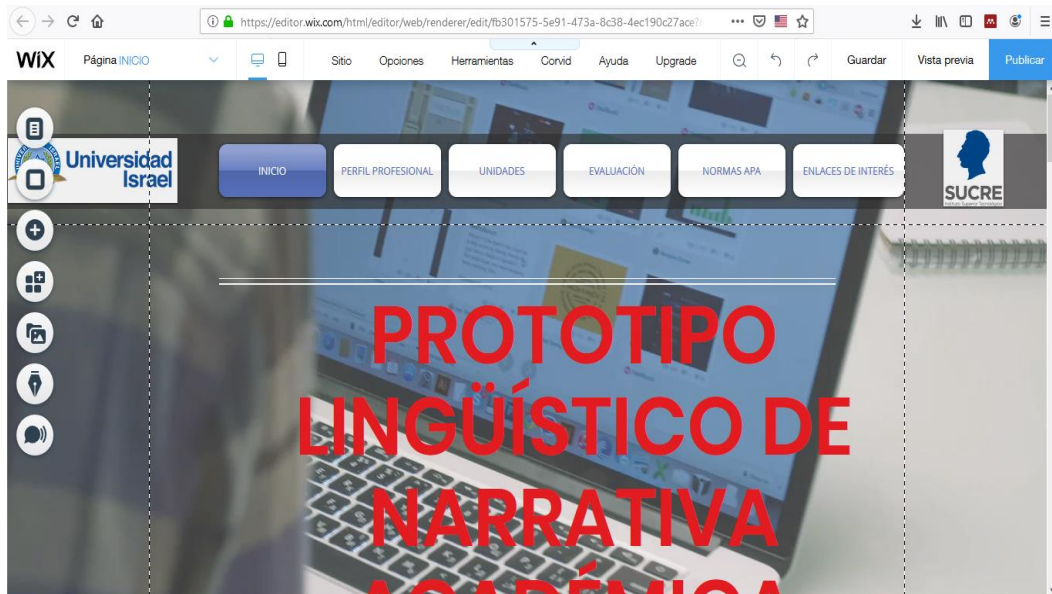 https://editor.wix.com/html/editor/web/renderer/edit/fb301575-5e91-473a-8c38-4ec190c27ace?
WiX Página INICIO Sitio Opciones Herramientas Corvid Ayuda Upgrade Guardar Vista previa Publicar
Universidad
Israel
INICIO PERFIL PROFESIONAL UNIDADES EVALUACIÓN NORMAS APA ENLACES DE INTERÉS
SUCRE
PROTOTIPO
LINGÜÍSTICO DE
NARRATIVA
ACADÉMICA